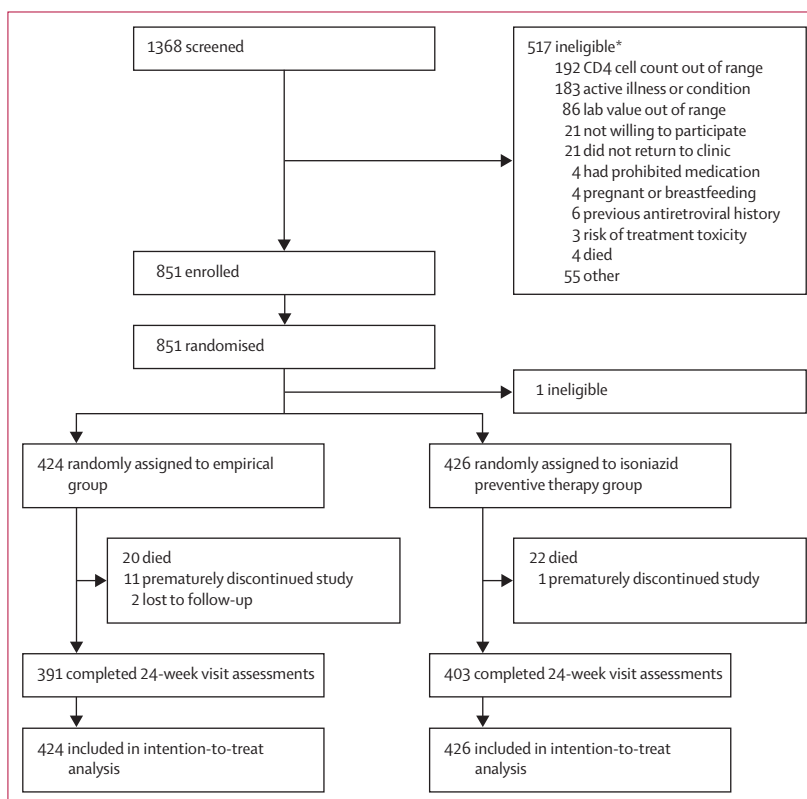 1368 screened
517 ineligible*
192 CD4 cell count out of range
183 active illness or condition
86 lab value out of range
21 not willing to participate
21 did not return to clinic
4 had prohibited medication
4 pregnant or breastfeeding
6 previous antiretroviral history
3 risk of treatment toxicity
4 died
55 other
851 enrolled
851 randomised
1 ineligible
424 randomly assigned to empirical
group
426 randomly assigned to isoniazid
preventive therapy group
20 died
11 prematurely discontinued study
2 lost to follow-up
22 died
1 prematurely discontinued study
391 completed 24-week visit assessments
403 completed 24-week visit assessments
424 included in intention-to-treat
analysis
426 included in intention-to-treat
analysis